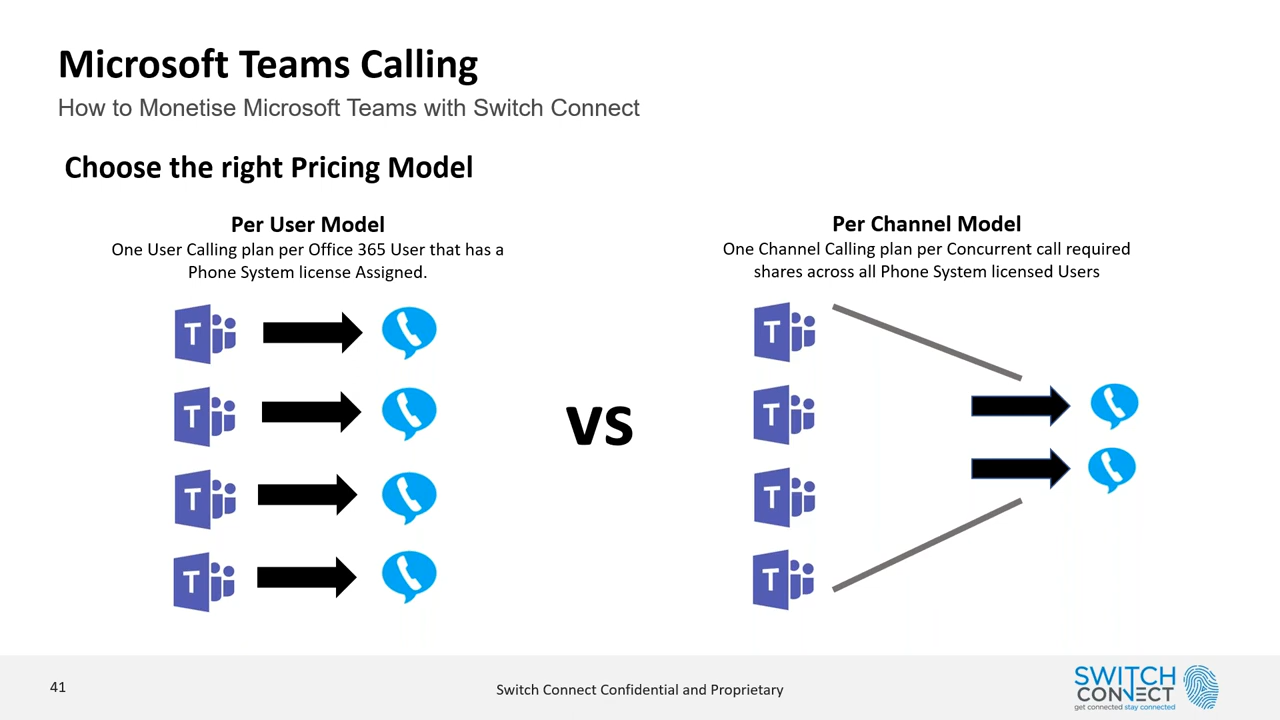 Microsoft Teams Calling
How to Monetise Microsoft Teams with Switch Connect
Choose the right Pricing Model
Per User Model
One User Calling plan per Office 365 User that has a
Phone System license Assigned.
T
T
T
T
VS
Per Channel Model
One Channel Calling plan per Concurrent call required
shares across all Phone System licensed Users
T
T
T
T
41
Switch Connect Confidential and Proprietary
SWITCH
CONNECT
get connected stay connected